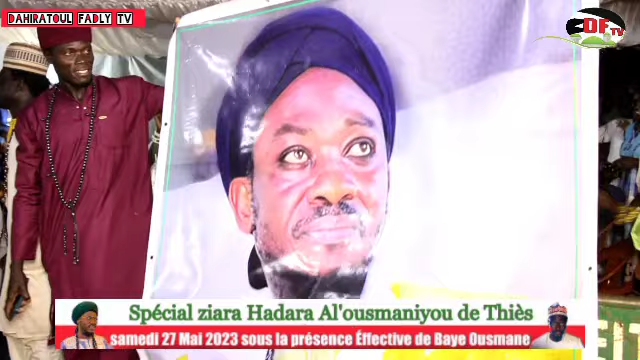 DAHIRATOUL FADLY TV
DF TV
Spécial ziara Hadara Al'ousmaniyou de Thiès
samedi 27 Mai 2023 sous la présence Éffective de Baye Ousmane